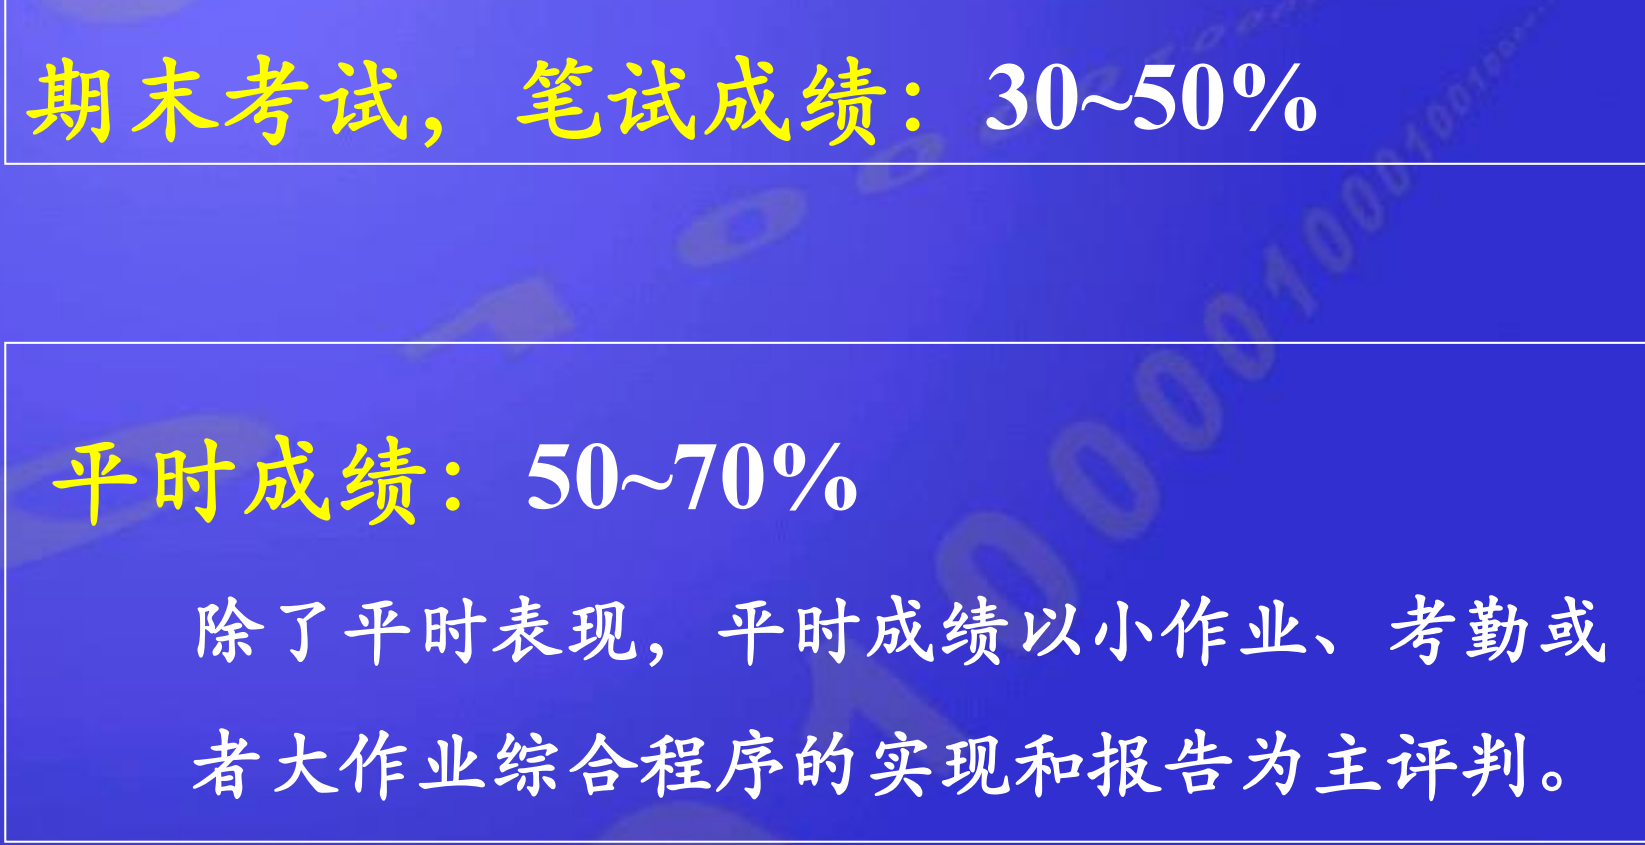 期末考试，笔试成绩：30~50%
平时成绩：50~70%
除了平时表现，平时成绩以小作业、考勤或
者大作业综合程序的实现和报告为主评判。